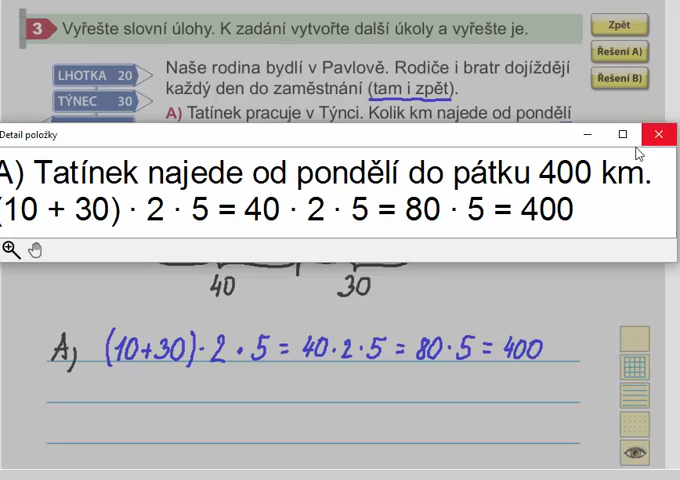 3 Vyřešte slovní úlohy. K zadání vytvořte další úkoly a vyřešte je.
Zpět
Řešení A)
Řešení B)
LHOTKA 20
TÝNEC 30
Naše rodina bydlí v Pavlově. Rodiče i bratr dojíždějí
každý den do zaměstnání (tam i zpět).
A) Tatínek pracuje v Týnci. Kolik km najede od pondělí
Detail položky
A) Tatínek najede od pondělí do pátku 400 km.
(10 + 30) · 2 · 5 = 40 · 2 · 5 = 80 · 5 = 400
40 30
A) (10+30) · 2 · 5 = 40 · 2 · 5 = 80 · 5 = 400